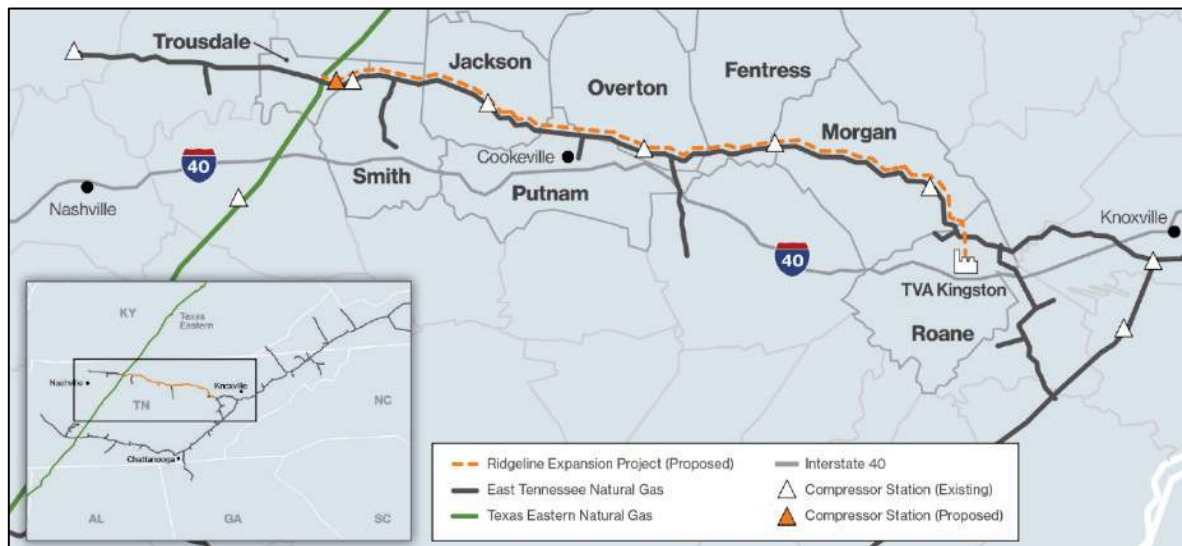 Trousdale
Jackson
Overton
Fentress
Morgan
40
Cookeville
Smith
Putnam
Nashville
Knoxville
40
TVA Kingston
Roane
KY
Texas
Eastern
Nashville
Knoxville
TN
NC
Chattanooga
AL
GA
SC
Ridgeline Expansion Project (Proposed)
East Tennessee Natural Gas
Texas Eastern Natural Gas
Interstate 40
Compressor Station (Existing)
Compressor Station (Proposed)